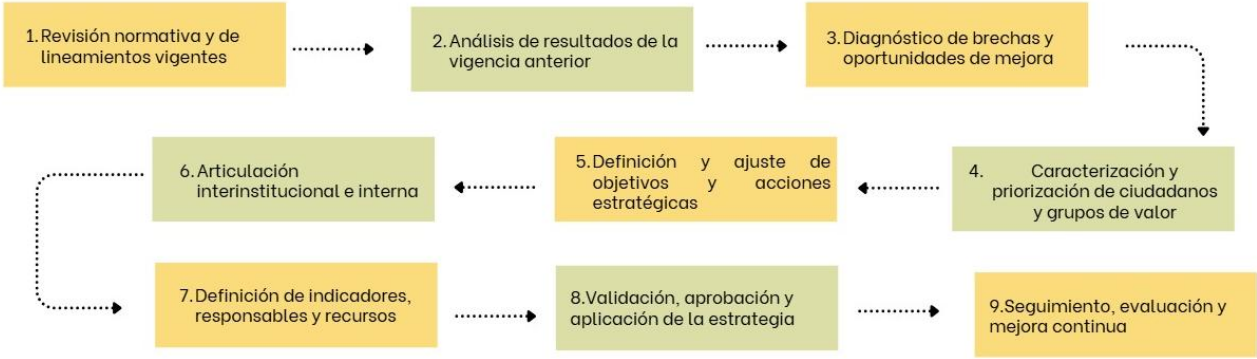 1. Revisión normativa y de
lineamientos vigentes
2. Análisis de resultados de la
vigencia anterior
3. Diagnóstico de brechas y
oportunidades de mejora
4. Caracterización y
priorización de ciudadanos
y grupos de valor
5. Definición y ajuste de
objetivos y acciones
estratégicas
6. Articulación
interinstitucional e interna
7. Definición de indicadores,
responsables y recursos
8.Validación, aprobación y
aplicación de la estrategia
9.Seguimiento, evaluación y
mejora continua